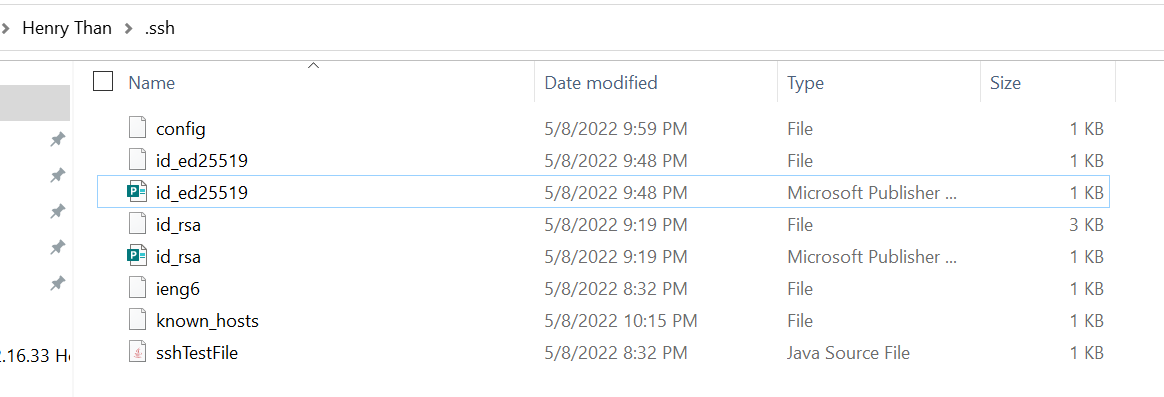 Henry Than > .ssh
Name Date modified Type Size
config 5/8/2022 9:59 PM File 1 KB
id_ed25519 5/8/2022 9:48 PM File 1 KB
id_ed25519 5/8/2022 9:48 PM Microsoft Publisher ... 1 KB
id_rsa 5/8/2022 9:19 PM File 3 KB
id_rsa 5/8/2022 9:19 PM Microsoft Publisher ... 1 KB
ieng6 5/8/2022 8:32 PM File 1 KB
known_hosts 5/8/2022 10:15 PM File 1 KB
.16.33 
sshTestFile 5/8/2022 8:32 PM Java Source File 1 KB